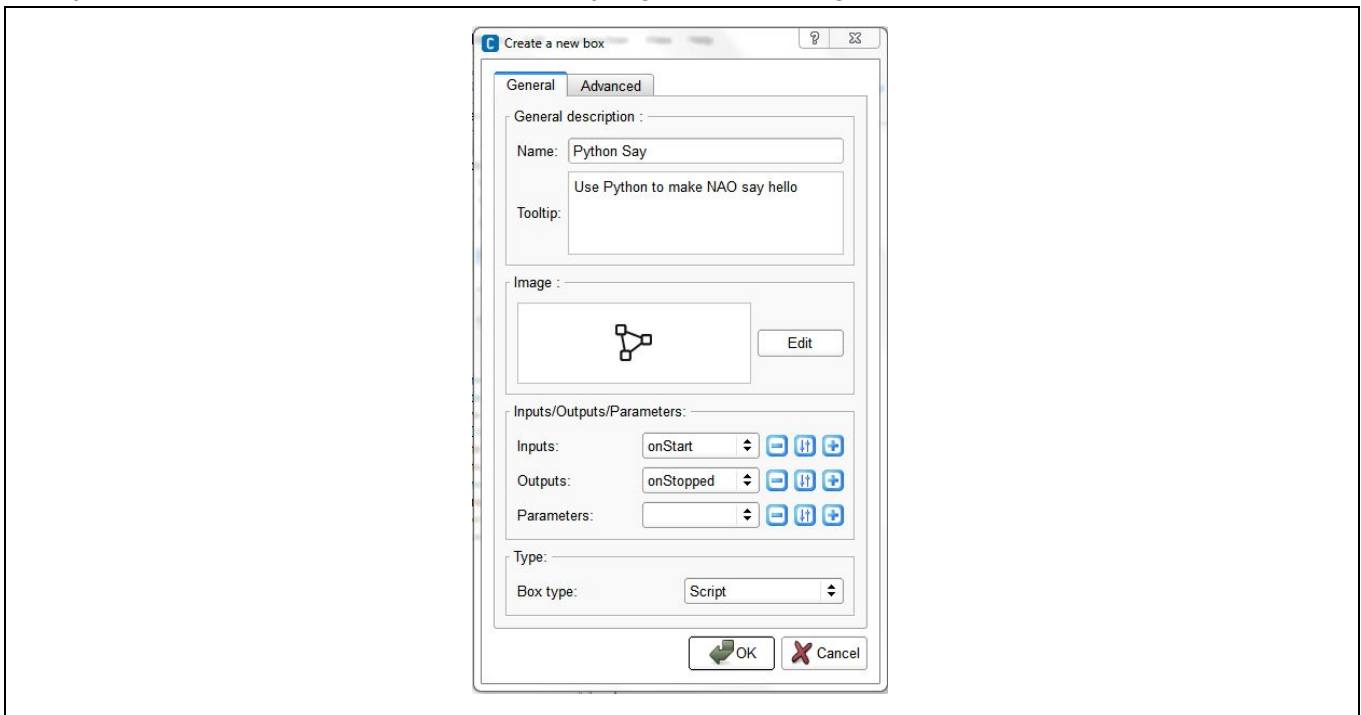 Create a new box
General Advanced
General description :
Name: Python Say
Use Python to make NAO say hello
Tooltip:
Image :
Edit
Inputs/Outputs/Parameters:
Inputs: onStart
Outputs: onStopped
Parameters:
Type:
Box type: Script
OK Cancel